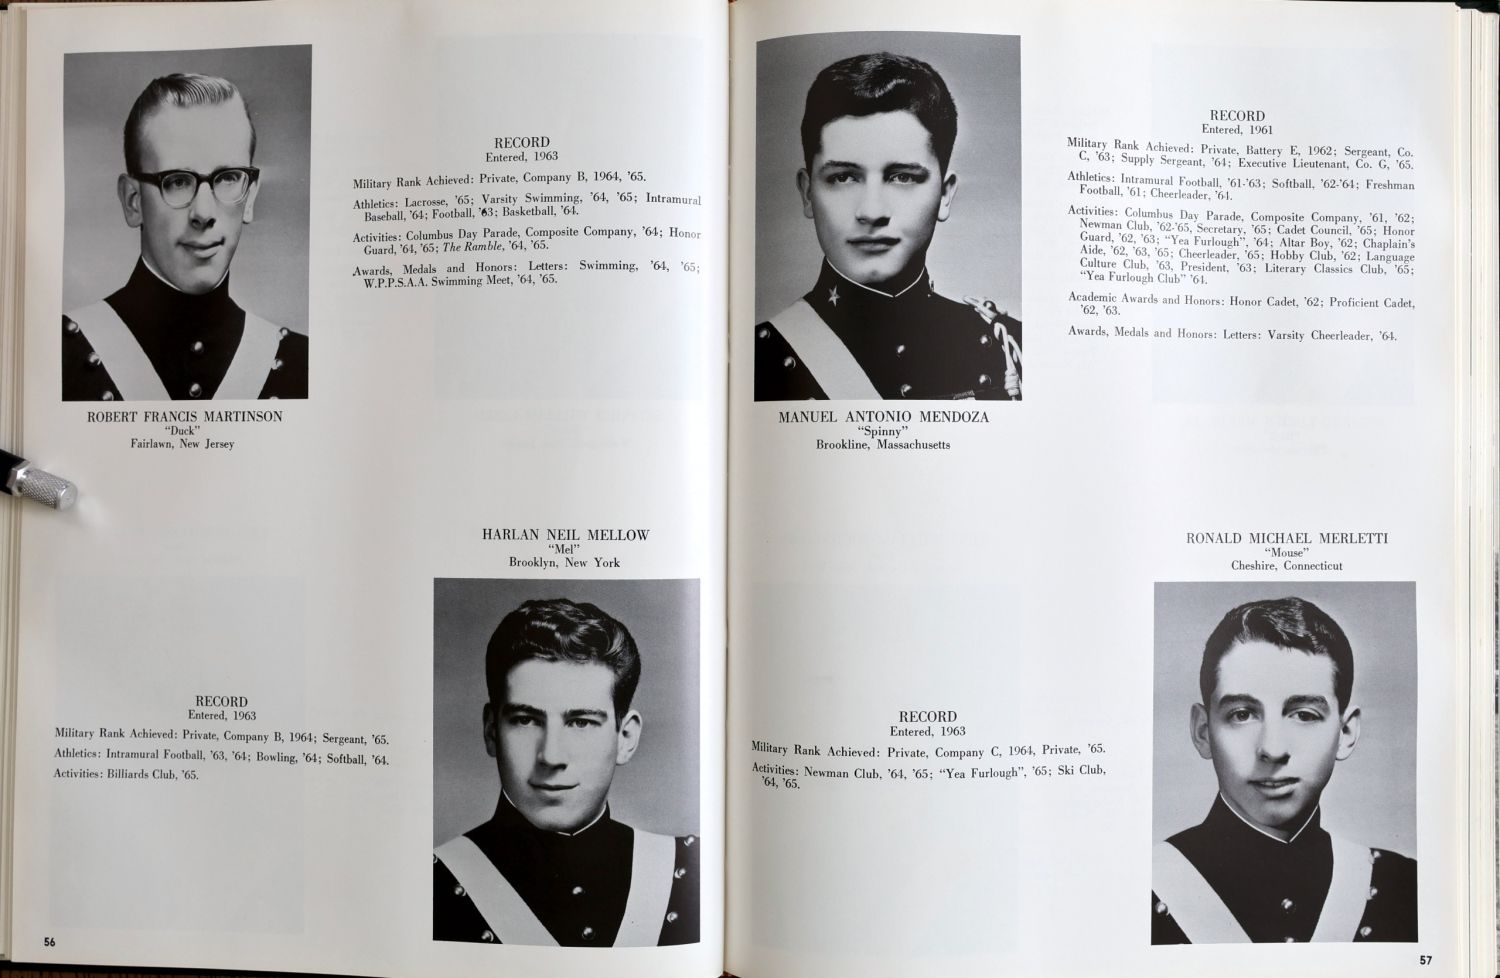 RECORD
Entered, 1963
Military Rank Achieved: Private, Company B, 1964, '65.
Athletics: Lacrosse, '65; Varsity Swimming, '64, '65; Intramural
Baseball, '64; Football, '63; Basketball, '64.
Activities: Columbus Day Parade, Composite Company, '64; Honor
Guard, '64, '65; The Ramble, '64, '65.
Awards, Medals and Honors: Letters: Swimming, '64, '65;
W.P.P.S.A.A. Swimming Meet, '64, '65.
ROBERT FRANCIS MARTINSON
“Duck”
Fairlawn, New Jersey
HARLAN NEIL MELLOW
“Mel”
Brooklyn, New York
RECORD
Entered, 1963
Military Rank Achieved: Private, Company B, 1964; Sergeant, '65.
Athletics: Intramural Football, '63, '64; Bowling, '64; Softball, '64.
Activities: Billiards Club, '65.
56
RECORD
Entered, 1961
Military Rank Achieved: Private, Battery E, 1962; Sergeant, Co.
C, '63; Supply Sergeant, '64; Executive Lieutenant, Co. G, '65.
Athletics: Intramural Football, '61-'63; Softball, '62-'64; Freshman
Football, '61; Cheerleader, '64.
Activities: Columbus Day Parade, Composite Company, '61, '62;
Newman Club, '62-'65, Secretary, '65; Cadet Council, '65; Honor
Guard, '62, '63; “Yea Furlough”, '64; Altar Boy, '62; Chaplain's
Aide, '62, '63, '65; Cheerleader, '65; Hobby Club, '62; Language
Culture Club, '63, President, '63; Literary Classics Club, '65;
“Yea Furlough Club” '64.
Academic Awards and Honors: Honor Cadet, '62; Proficient Cadet,
'62, '63.
Awards, Medals and Honors: Letters: Varsity Cheerleader, '64.
MANUEL ANTONIO MENDOZA
“Spinny”
Brookline, Massachusetts
RONALD MICHAEL MERLETTI
“Mouse”
Cheshire, Connecticut
RECORD
Entered, 1963
Military Rank Achieved: Private, Company C, 1964, Private, '65.
Activities: Newman Club, '64, '65; “Yea Furlough”, '65; Ski Club,
'64, '65.
57